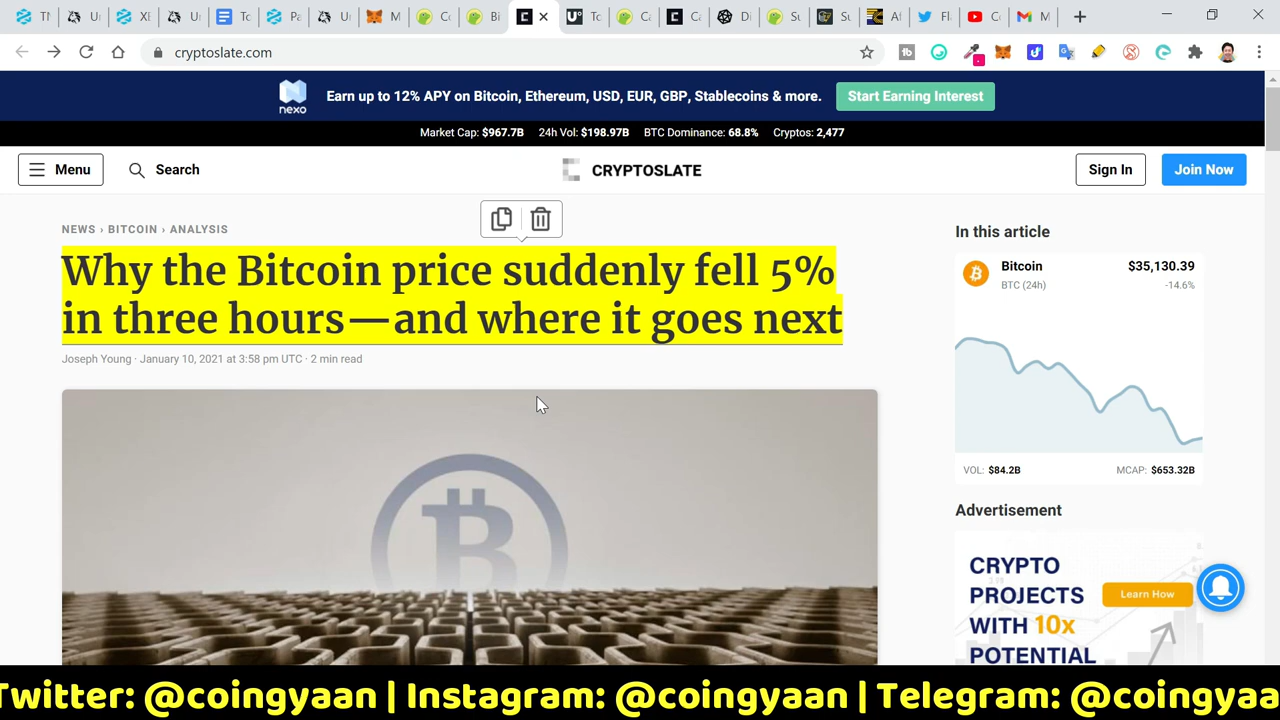 cryptoslate.com
nexo
Earn up to 12% APY on Bitcoin, Ethereum, USD, EUR, GBP, Stablecoins & more.
Start Earning Interest
Market Cap: $967.7B 24h Vol: $198.97B BTC Dominance: 68.8% Cryptos: 2,477
Menu
Search
CRYPTOSLATE
Sign In
Join Now
NEWS › BITCOIN › ANALYSIS
Why the Bitcoin price suddenly fell 5%
in three hours—and where it goes next
Joseph Young · January 10, 2021 at 3:58 pm UTC · 2 min read
In this article
Bitcoin $35,130.39
BTC (24h) -14.6%
VOL: $84.2B MCAP: $653.32B
Advertisement
CRYPTO
PROJECTS
WITH 10x
POTENTIAL
Learn How
Twitter: @coingyaan | Instagram: @coingyaan | Telegram: @coingyaa